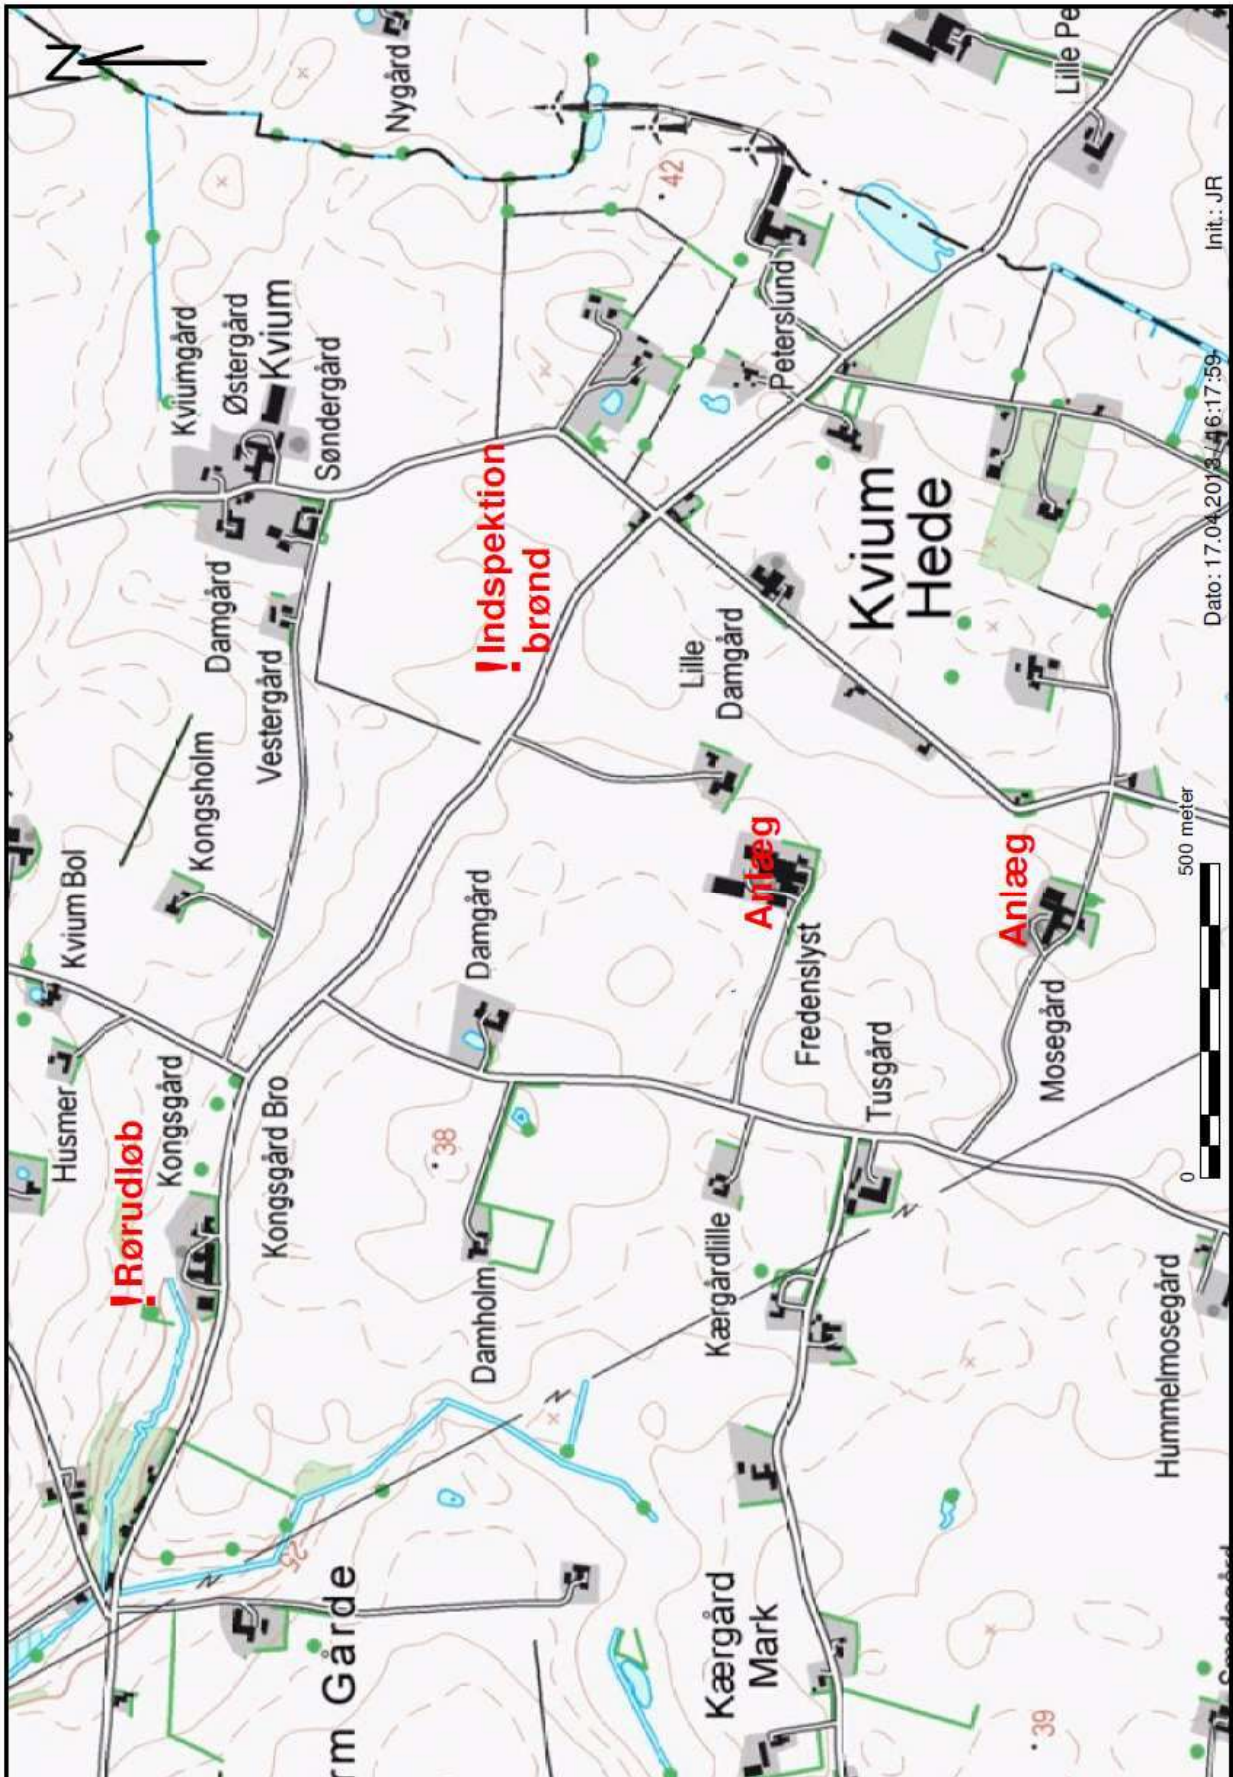 N
Husmer
Kvium Bol
!Rørudløb
Kongsgård
Kongsholm
Kviumgård
Damgård
Østergård
Kvium
Vestergård
Kongsgård Bro
Søndergård
25
rm Gårde
Nygård
38
Damholm
Damgård
!Indspektion
brønd
42
Kærgårdlille
Lille
Damgård
Kærgård
Mark
Anlæg
Peterslund
Fredenslyst
Tusgård
Kvium
Hede
Anlæg
39
Mosegård
Lille Pe
Hummelmosegård
0
500 meter
Dato: 17.04.2013 / 16:17:59
Init.: JR